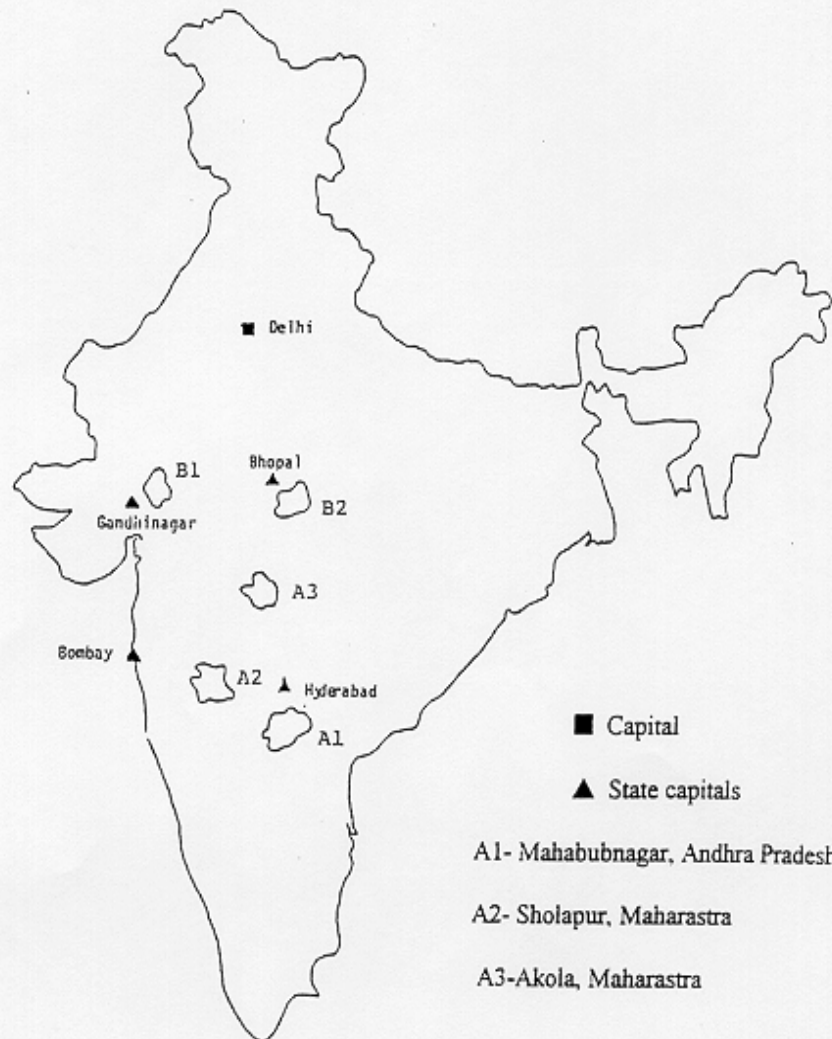 Delhi
B1
Bhopal
B2
Gandhinagar
A3
Bombay
A2
Hyderabad
A1
Capital
State capitals
A1- Mahabubnagar, Andhra Pradesh
A2- Sholapur, Maharastra
A3-Akola, Maharastra